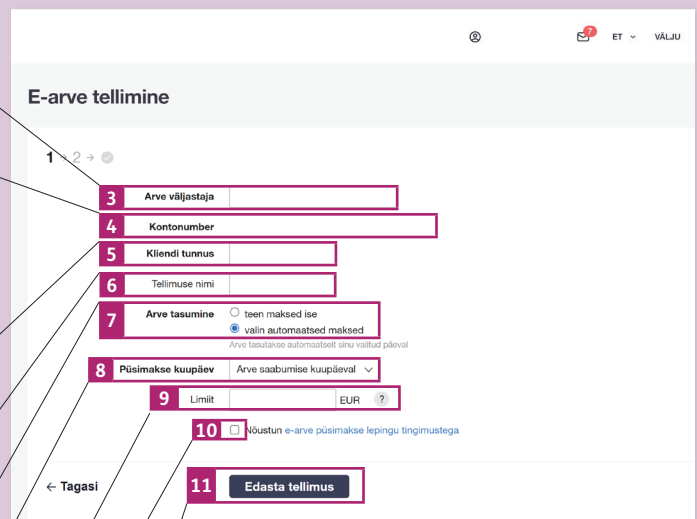 7 ET VÄLJU
E-arve tellimine
1 → 2 →
3 Arve väljastaja
4 Kontonumber
5 Kliendi tunnus
6 Tellimuse nimi
7 Arve tasumine teen maksed ise
valin automaatsed maksed
Arve tasutakse automaatselt sinu valitud päeval
8 Püsimakse kuupäev Arve saabumise kuupäeval
9 Limiit EUR ?
10 Nõustun e-arve püsimakse lepingu tingimustega
← Tagasi 11 Edasta tellimus